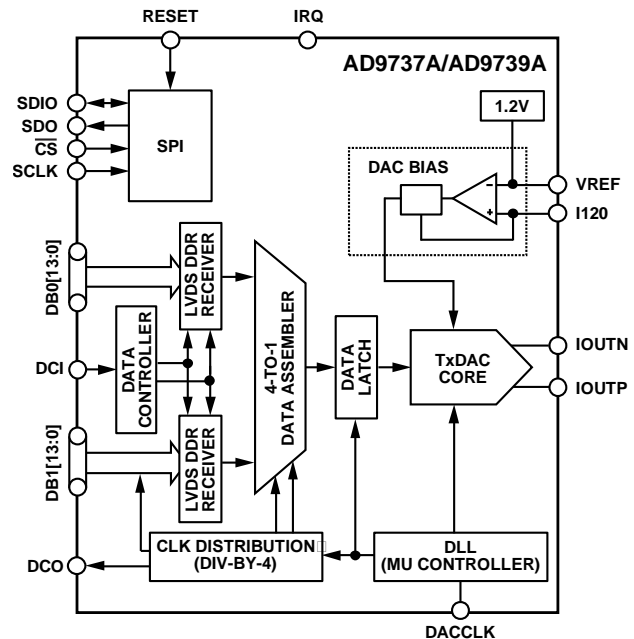 RESET
IRQ
AD9737A/AD9739A
1.2V
SDIO
SDO
CS
SCLK
SPI
DAC BIAS
VREF
I120
–
+
DB0[13:0]
LVDS DDR
RECEIVER
DCI
DATA
CONTROLLER
4-TO-1
DATA ASSEMBLER
DATA
LATCH
TxDAC
CORE
IOUTN
IOUTP
DB1[13:0]
LVDS DDR
RECEIVER
DCO
CLK DISTRIBUTION
(DIV-BY-4)
DLL
(MU CONTROLLER)
DACCLK